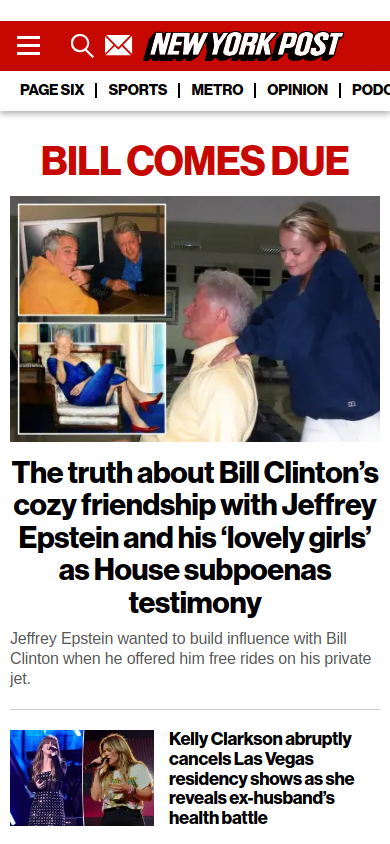 NEW YORK POST
PAGE SIX
SPORTS
METRO
OPINION
PODC
BILL COMES DUE
The truth about Bill Clinton’s
cozy friendship with Jeffrey
Epstein and his ‘lovely girls’
as House subpoenas
testimony
Jeffrey Epstein wanted to build influence with Bill
Clinton when he offered him free rides on his private
jet.
Kelly Clarkson abruptly
cancels Las Vegas
residency shows as she
reveals ex-husband’s
health battle